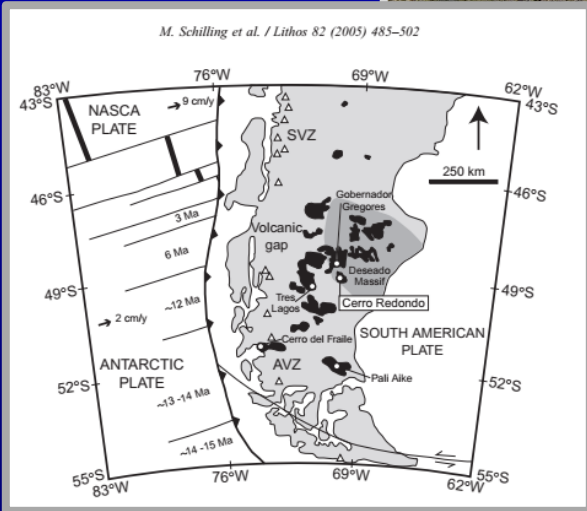 M. Schilling et al. / Lithos 82 (2005) 485–502
83°W
76°W
69°W
62°W
43°S
43°S
NASCA
PLATE
9 cm/y
SVZ
250 km
46°S
46°S
Gobernador
Gregores
3 Ma
Volcanic
gap
6 Ma
Deseado
Massif
49°S
49°S
~12 Ma
Tres
Lagos
Cerro Redondo
2 cm/y
SOUTH AMERICAN
PLATE
Cerro del Fraile
ANTARCTIC
PLATE
AVZ
Pali Aike
52°S
52°S
~13 -14 Ma
~14 -15 Ma
55°S
55°S
83°W
76°W
69°W
62°W